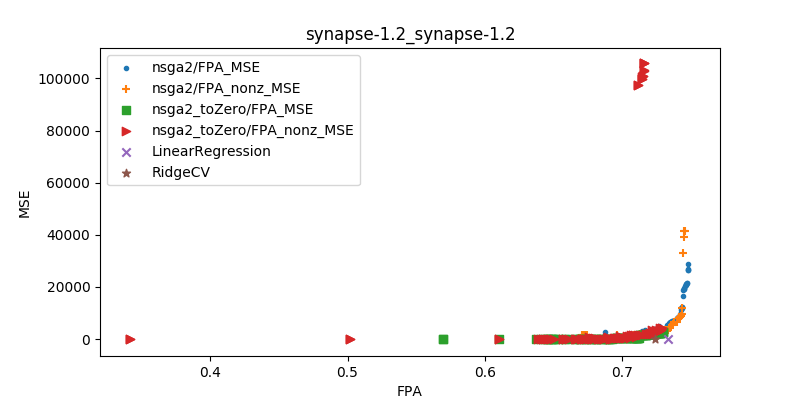 synapse-1.2_synapse-1.2
nsga2/FPA_MSE
nsga2/FPA_nonz_MSE
nsga2_toZero/FPA_MSE
nsga2_toZero/FPA_nonz_MSE
LinearRegression
RidgeCV
MSE
100000
80000
60000
40000
20000
0
0.4 0.5 0.6 0.7
FPA